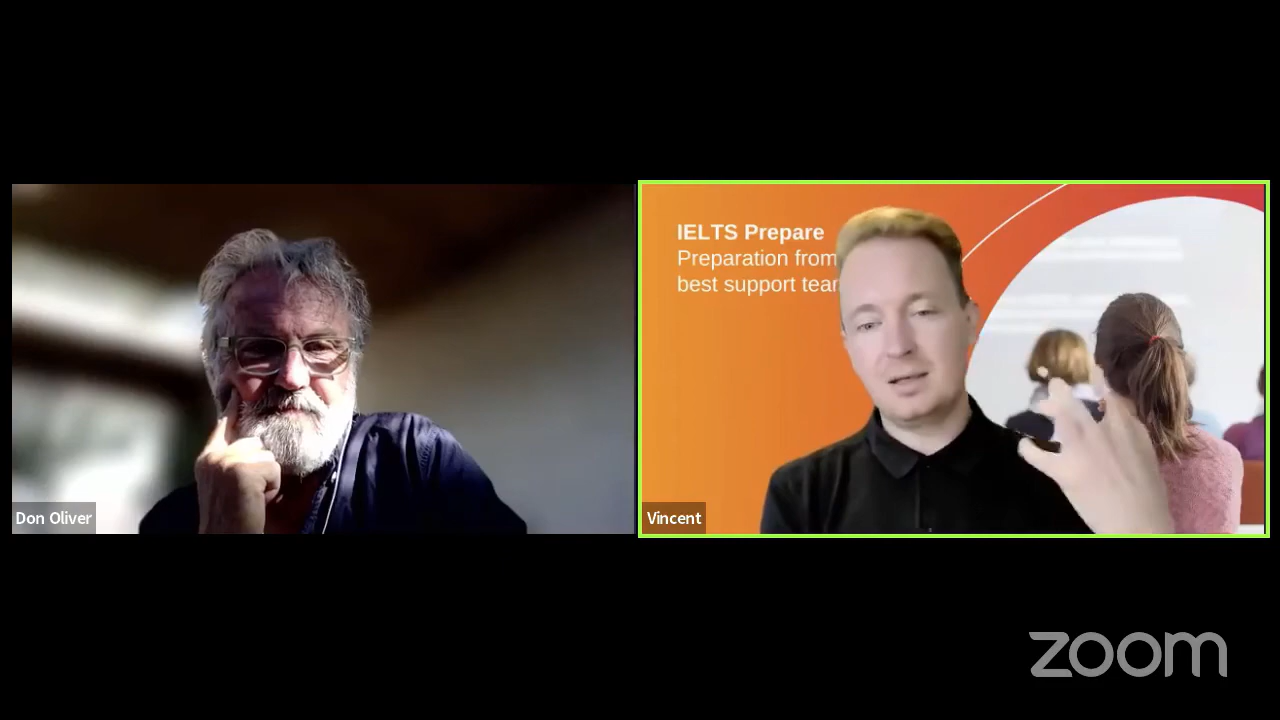 IELTS Prepare
Preparation from
best support
Don Oliver
Vincent
zoom